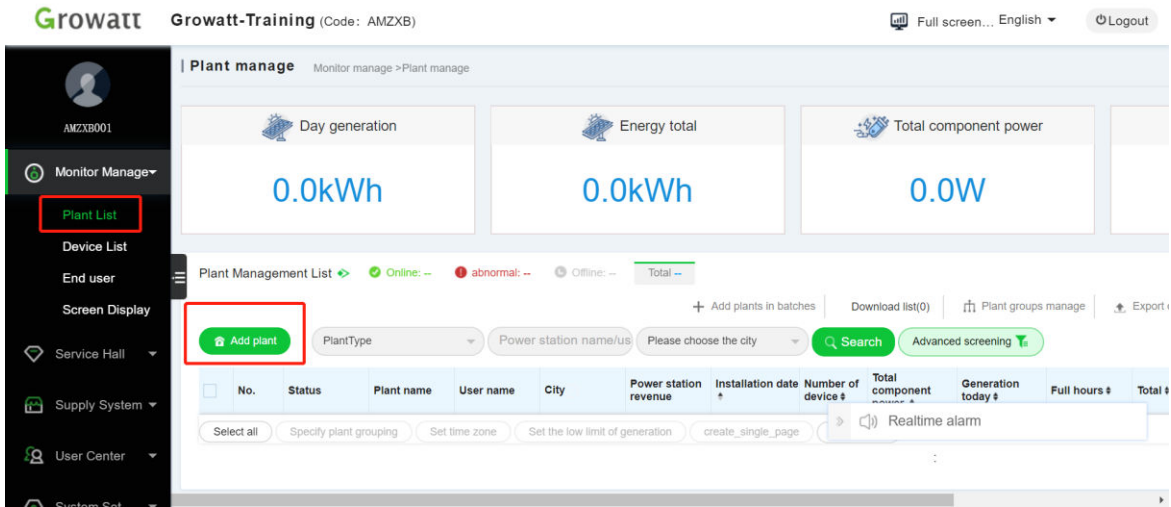 Growatt Growatt-Training (Code: AMZXB) Full screen... English Logout
Plant manage Monitor manage >Plant manage
AMZXB001
Day generation Energy total Total component power
0.0kWh 0.0kWh 0.0W
Monitor Manage
Plant List
Device List
End user
Screen Display
Service Hall
Supply System
User Center
Plant Management List Online: -- abnormal: -- Offline: -- Total --
Add plants in batches Download list(0) Plant groups manage Export
Add plant PlantType Power station name/us Please choose the city Search Advanced screening
No. Status Plant name User name City Power station revenue Installation date Number of device Total component power Generation today Full hours Total
Select all Specify plant grouping Set time zone Set the low limit of generation create_single_page
Realtime alarm
System Set